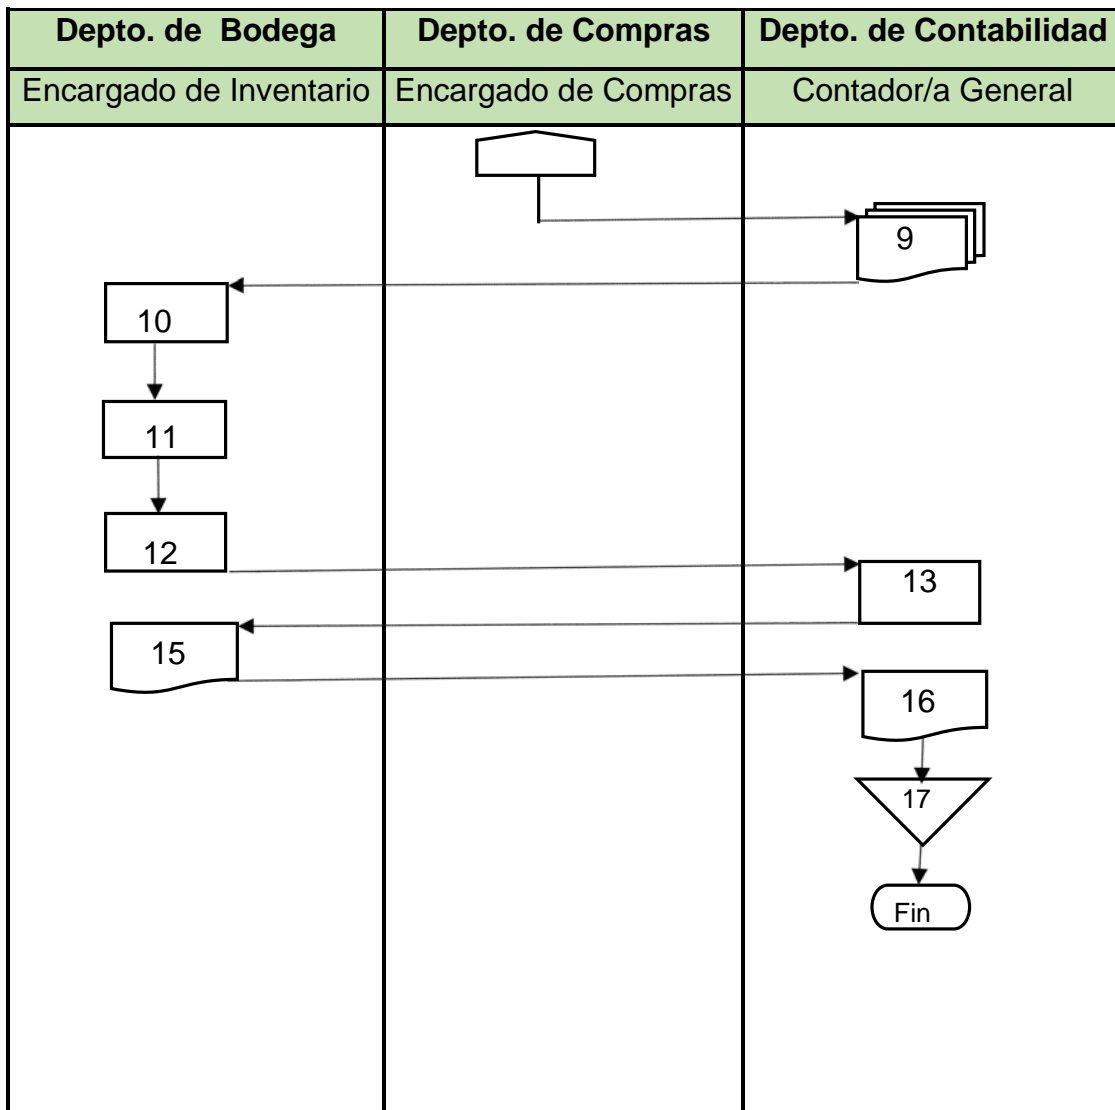 Depto. de Bodega
Depto. de Compras
Depto. de Contabilidad
Encargado de Inventario
Encargado de Compras
Contador/a General
9
10
11
12
13
15
16
17
Fin